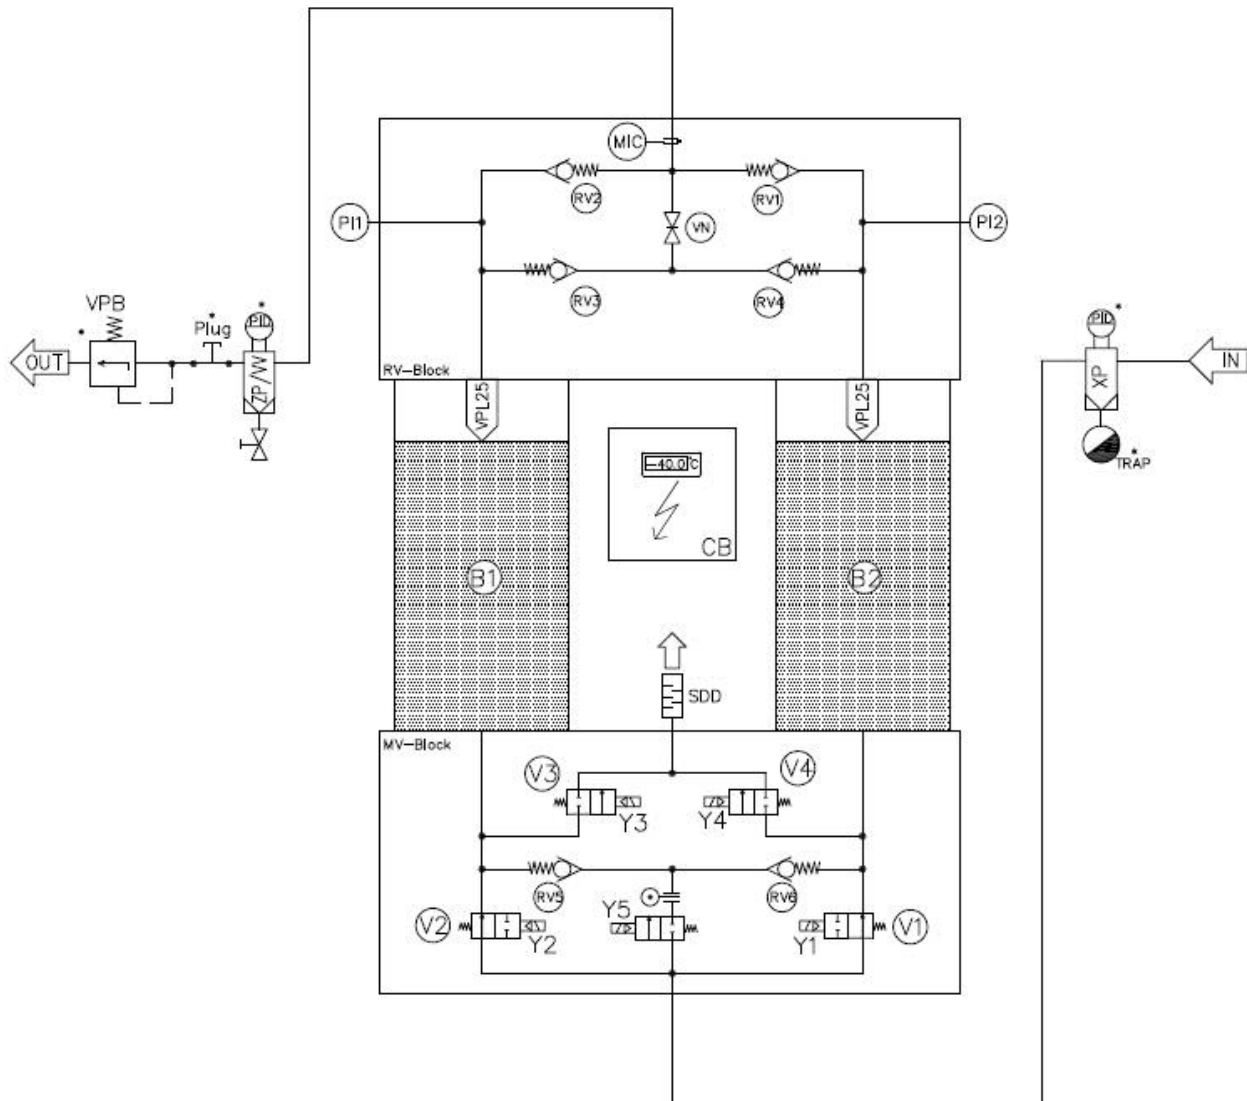 MIC
RV2
RV1
PI1
VN
PI2
RV3
RV4
VPB
*
*
Plug
*
PID
OUT
ZP/W
RV-Block
VPL25
VPL25
*
PID
XP
IN
*
TRAP
-40.0°C
CB
B1
B2
SDD
MV-Block
V3
V4
Y3
Y4
RV5
RV6
V2
Y5
V1
Y2
Y1